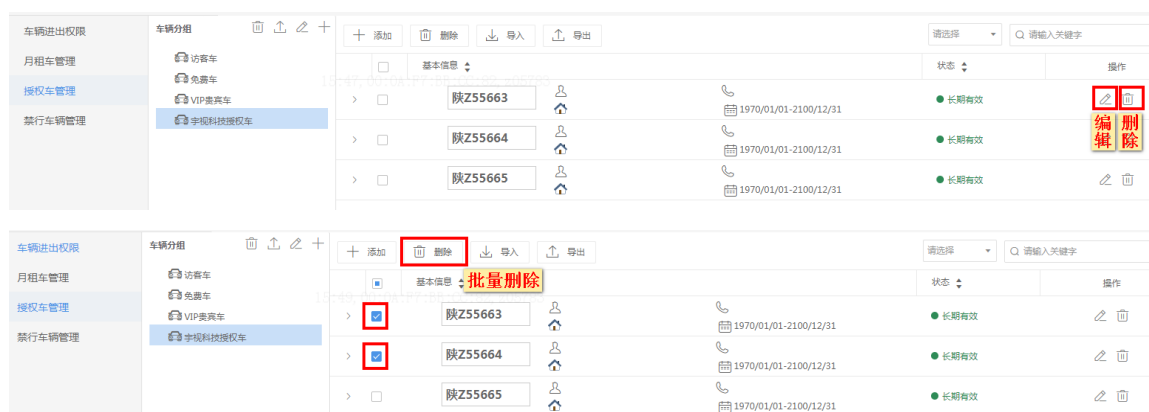 车辆进出权限
月租车管理
授权车管理
禁行车辆管理
车辆分组
访客车
免费车
VIP贵宾车
宇视科技授权车
添加 删除 导入 导出 请选择 请输入关键字
基本信息 状态 操作
陕Z55663 1970/01/01-2100/12/31 长期有效
编辑 删除
陕Z55664 1970/01/01-2100/12/31 长期有效
陕Z55665 1970/01/01-2100/12/31 长期有效
车辆进出权限
月租车管理
授权车管理
禁行车辆管理
车辆分组
访客车
免费车
VIP贵宾车
宇视科技授权车
添加 删除 导入 导出 请选择 请输入关键字
批量删除
基本信息 状态 操作
陕Z55663 1970/01/01-2100/12/31 长期有效
陕Z55664 1970/01/01-2100/12/31 长期有效
陕Z55665 1970/01/01-2100/12/31 长期有效